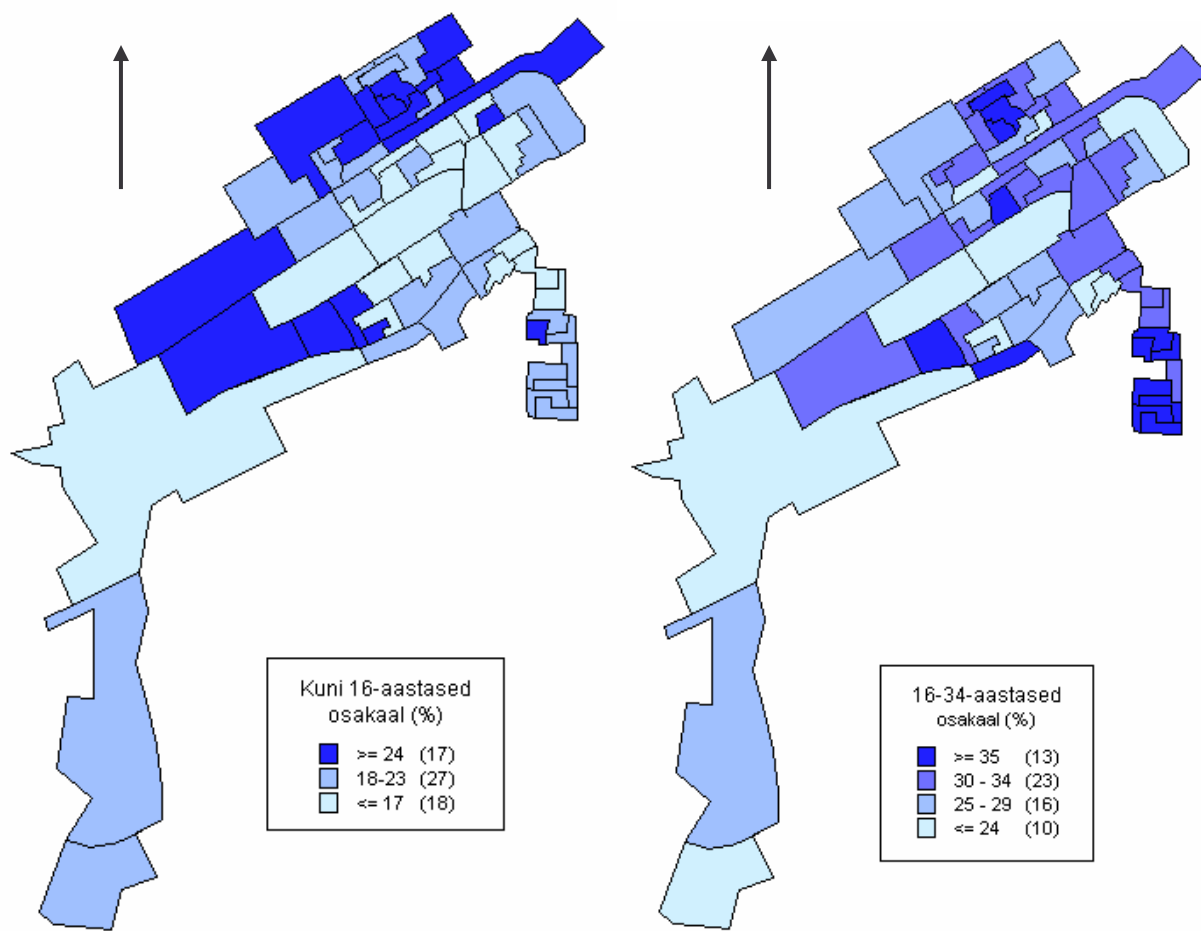 Kuni 16-aastased
osakaal (%)
>= 24 (17)
18-23 (27)
<= 17 (18)
16-34-aastased
osakaal (%)
>= 35 (13)
30 - 34 (23)
25 - 29 (16)
<= 24 (10)